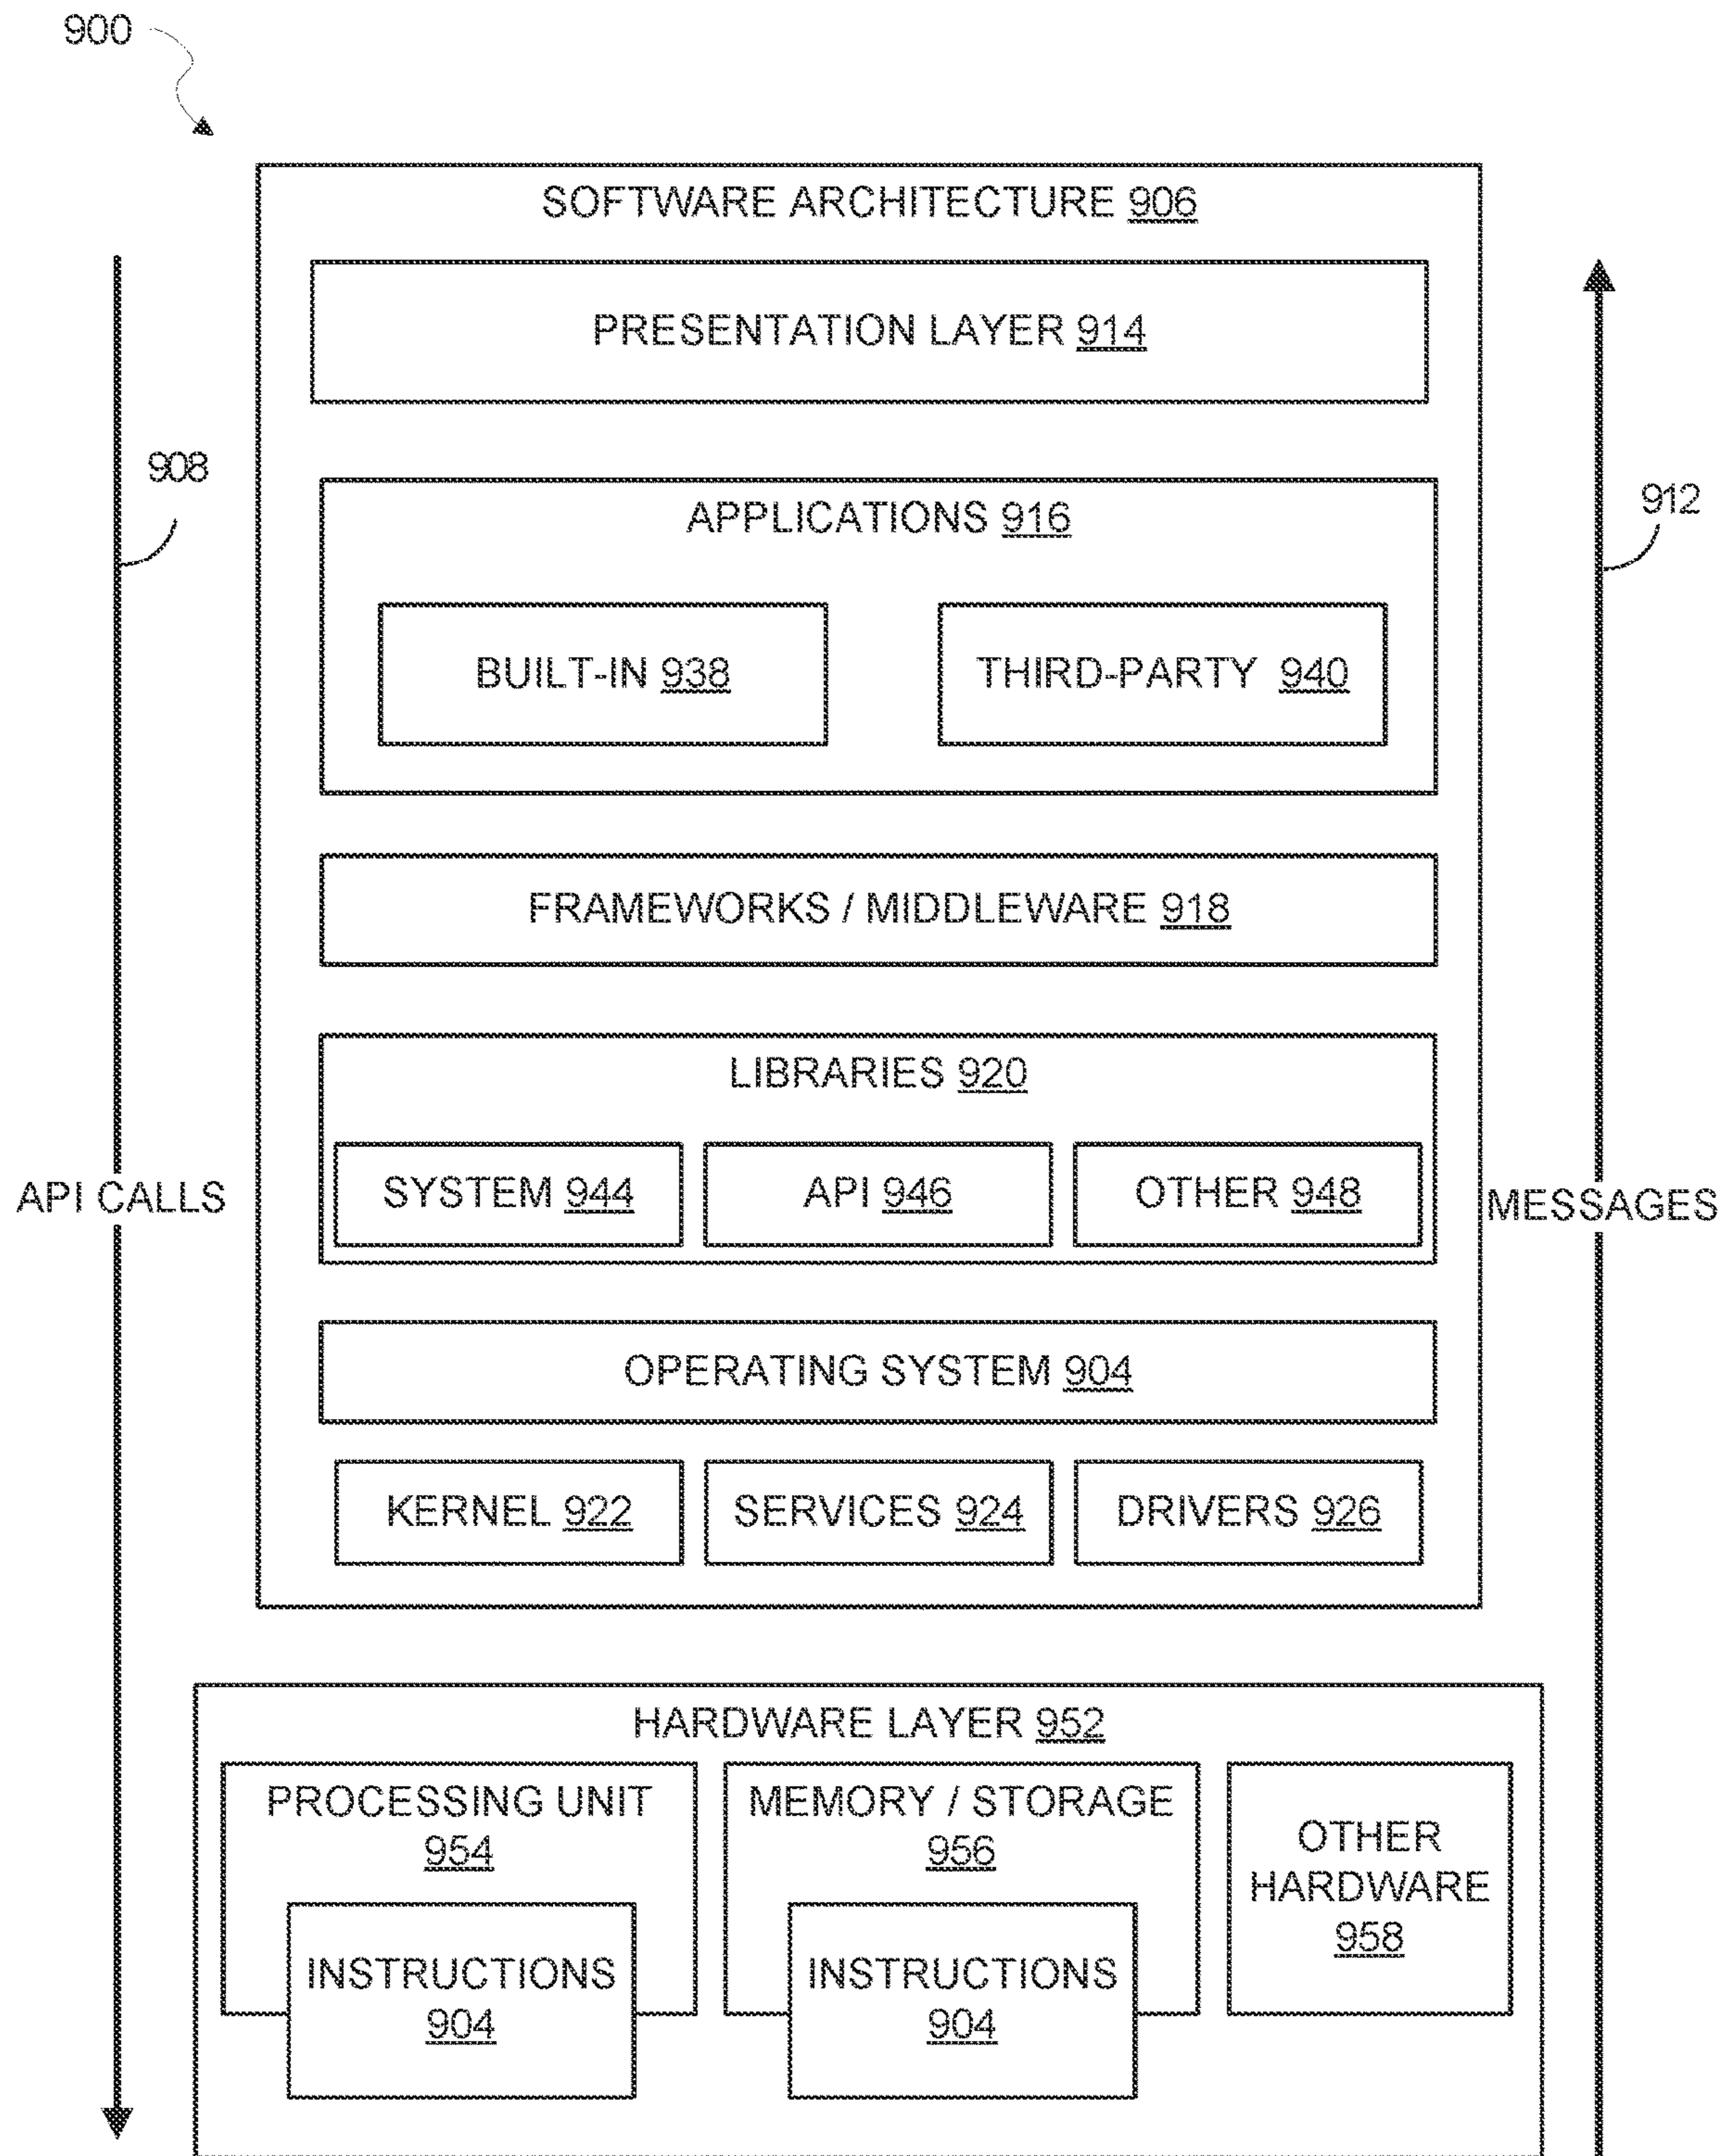 900
SOFTWARE ARCHITECTURE 906
PRESENTATION LAYER 914
908
912
APPLICATIONS 916
BUILT-IN 938
THIRD-PARTY 940
FRAMEWORKS / MIDDLEWARE 918
LIBRARIES 920
SYSTEM 944
API 946
OTHER 948
API CALLS
MESSAGES
OPERATING SYSTEM 904
KERNEL 922
SERVICES 924
DRIVERS 926
HARDWARE LAYER 952
PROCESSING UNIT
954
INSTRUCTIONS
904
MEMORY / STORAGE
956
INSTRUCTIONS
904
OTHER
HARDWARE
958